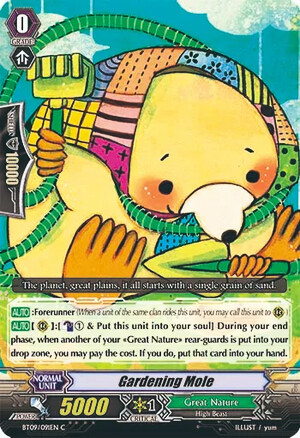 0
GRADE
SHIELD
10000
The planet, great plains, it all starts with a single grain of sand.
AUTO:Forerunner (When a unit of the same clan rides this unit, you may call this unit to
AUTO [ ]:[ ① & Put this unit into your soul] During your end
phase, when another of your «Great Nature» rear-guards is put into your
drop zone, you may pay the cost. If you do, put that card into your hand.
NORMAL
UNIT
Gardening Mole
POWER
5000
1
CRITICAL
Great Nature
High Beast
BT09/091EN C
ILLUST / yum